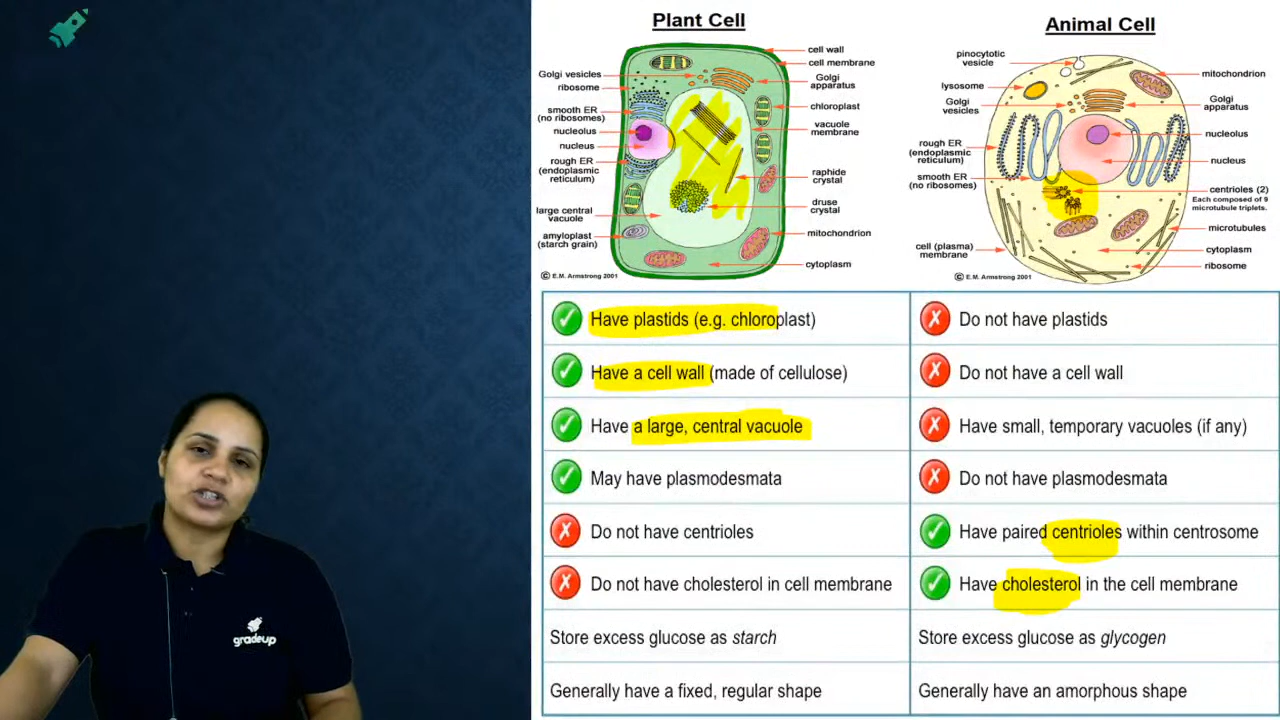 Plant Cell
cell wall
cell membrane
Golgi vesicles
ribosome
Golgi
apparatus
smooth ER
(no ribosomes)
chloroplast
nucleolus
vacuole
membrane
nucleus
rough ER
(endoplasmic
reticulum)
raphide
crystal
druse
crystal
large central
vacuole
amyloplast
(starch grain)
mitochondrion
cytoplasm
© E.M. Armstrong 2001
Animal Cell
pinocytotic
vesicle
mitochondrion
lysosome
Golgi
vesicles
Golgi
apparatus
nucleolus
rough ER
(endoplasmic
reticulum)
nucleus
smooth ER
(no ribosomes)
centrioles (2)
Each composed of 9
microtubule triplets.
microtubules
cell (plasma)
membrane
cytoplasm
ribosome
© E.M. Armstrong 2001
Have plastids (e.g. chloroplast)
Do not have plastids
Have a cell wall (made of cellulose)
Do not have a cell wall
Have a large, central vacuole
Have small, temporary vacuoles (if any)
May have plasmodesmata
Do not have plasmodesmata
Do not have centrioles
Have paired centrioles within centrosome
Do not have cholesterol in cell membrane
Have cholesterol in the cell membrane
Store excess glucose as starch
Store excess glucose as glycogen
Generally have a fixed, regular shape
Generally have an amorphous shape
gradeup